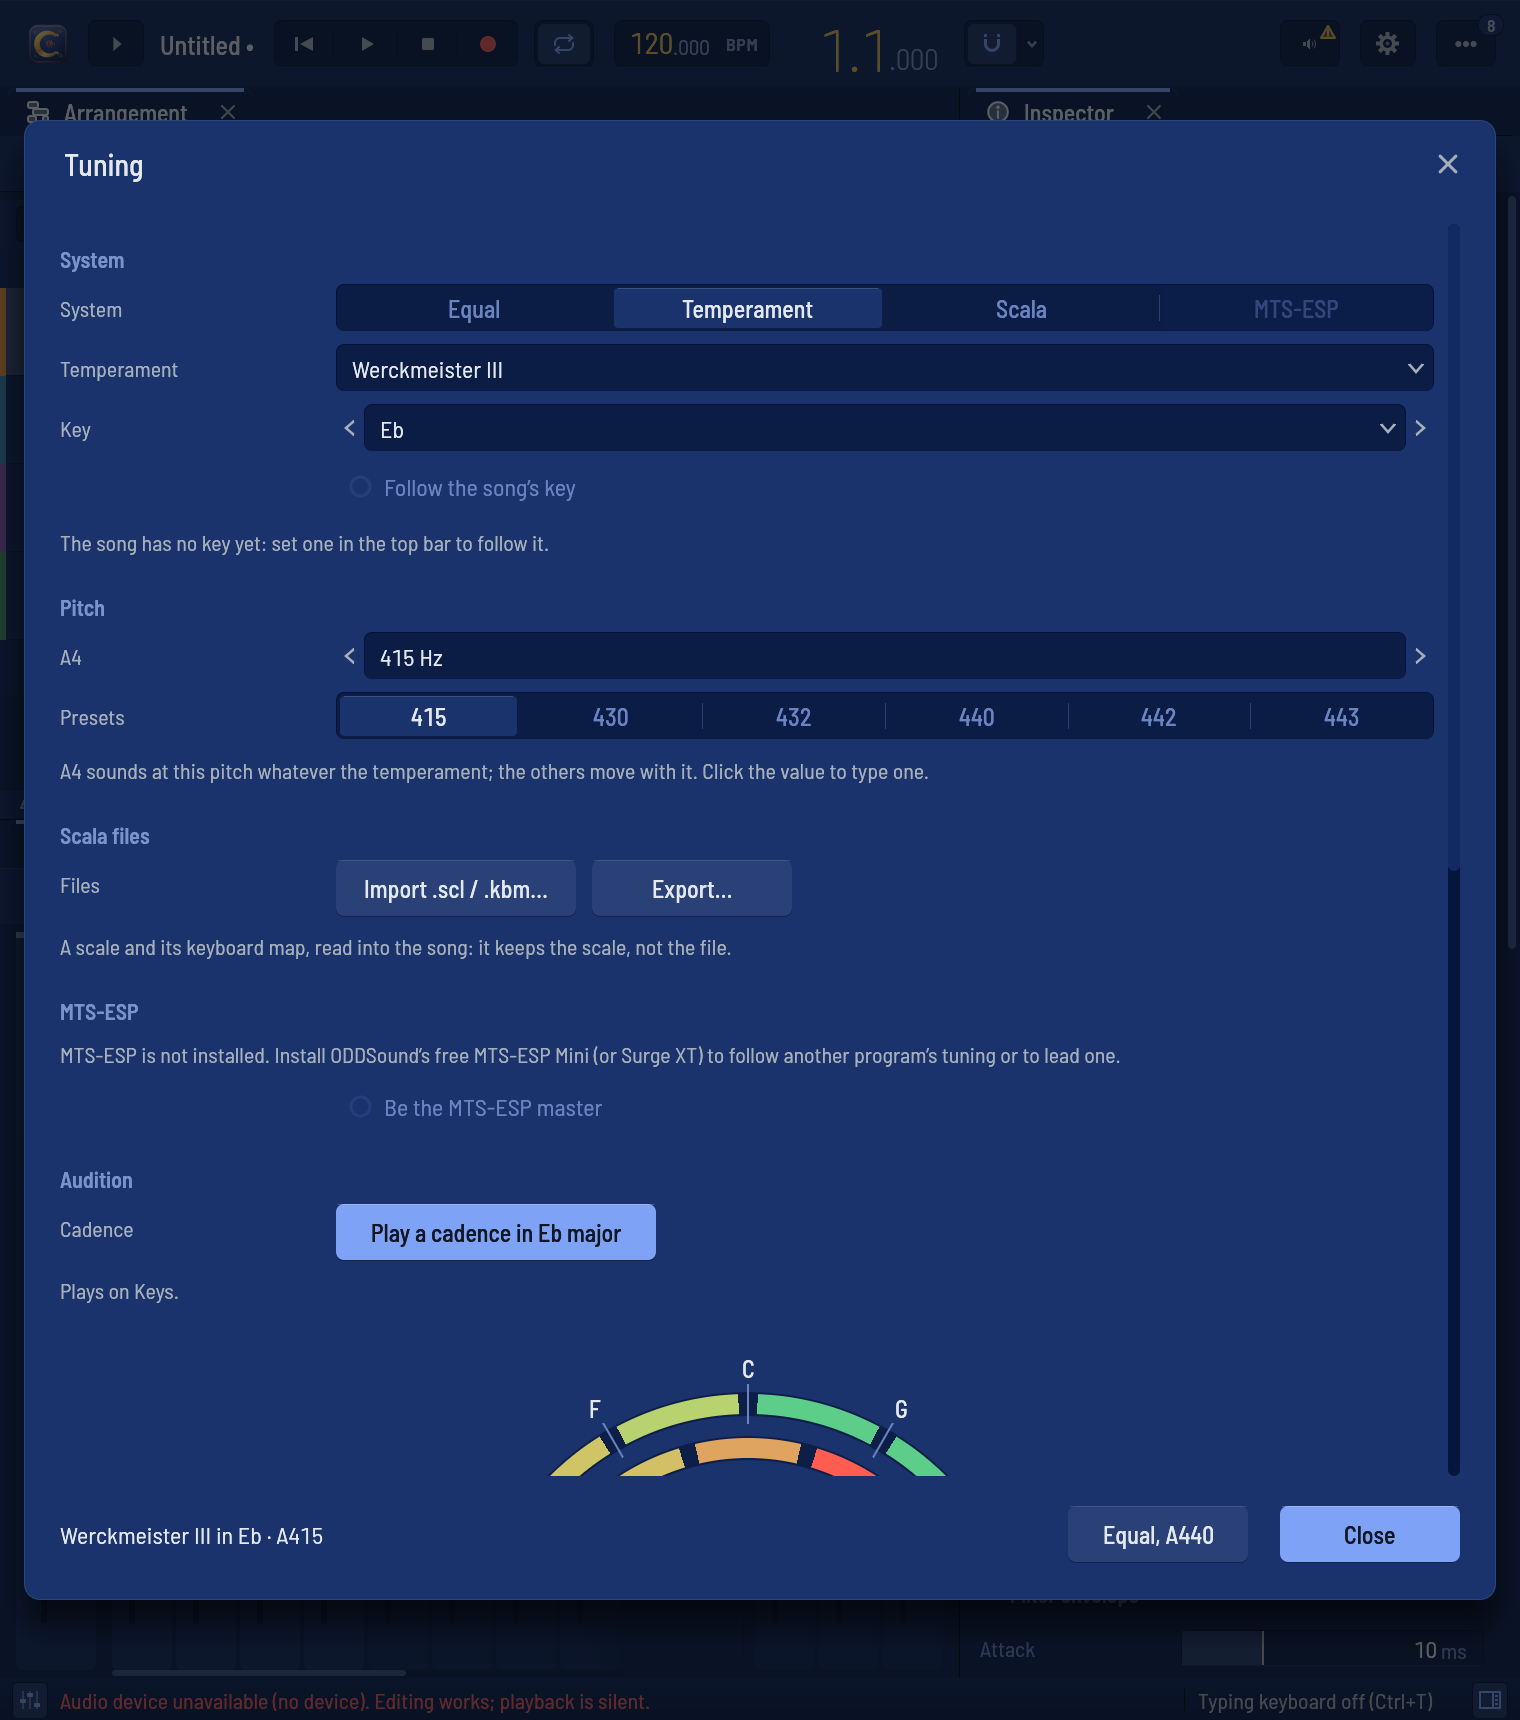 Untitled •
120.000 BPM
1.1.000
8
Arrangement
Inspector
Tuning
System
System
Equal
Temperament
Scala
MTS-ESP
Temperament
Werckmeister III
Key
Eb
Follow the song’s key
The song has no key yet: set one in the top bar to follow it.
Pitch
A4
415 Hz
Presets
415
430
432
440
442
443
A4 sounds at this pitch whatever the temperament; the others move with it. Click the value to type one.
Scala files
Files
Import .scl / .kbm...
Export...
A scale and its keyboard map, read into the song: it keeps the scale, not the file.
MTS-ESP
MTS-ESP is not installed. Install ODDSound’s free MTS-ESP Mini (or Surge XT) to follow another program’s tuning or to lead one.
Be the MTS-ESP master
Audition
Cadence
Play a cadence in Eb major
Plays on Keys.
C
F
G
Werckmeister III in Eb · A415
Equal, A440
Close
Attack
10 ms
Audio device unavailable (no device). Editing works; playback is silent.
Typing keyboard off (Ctrl+T)